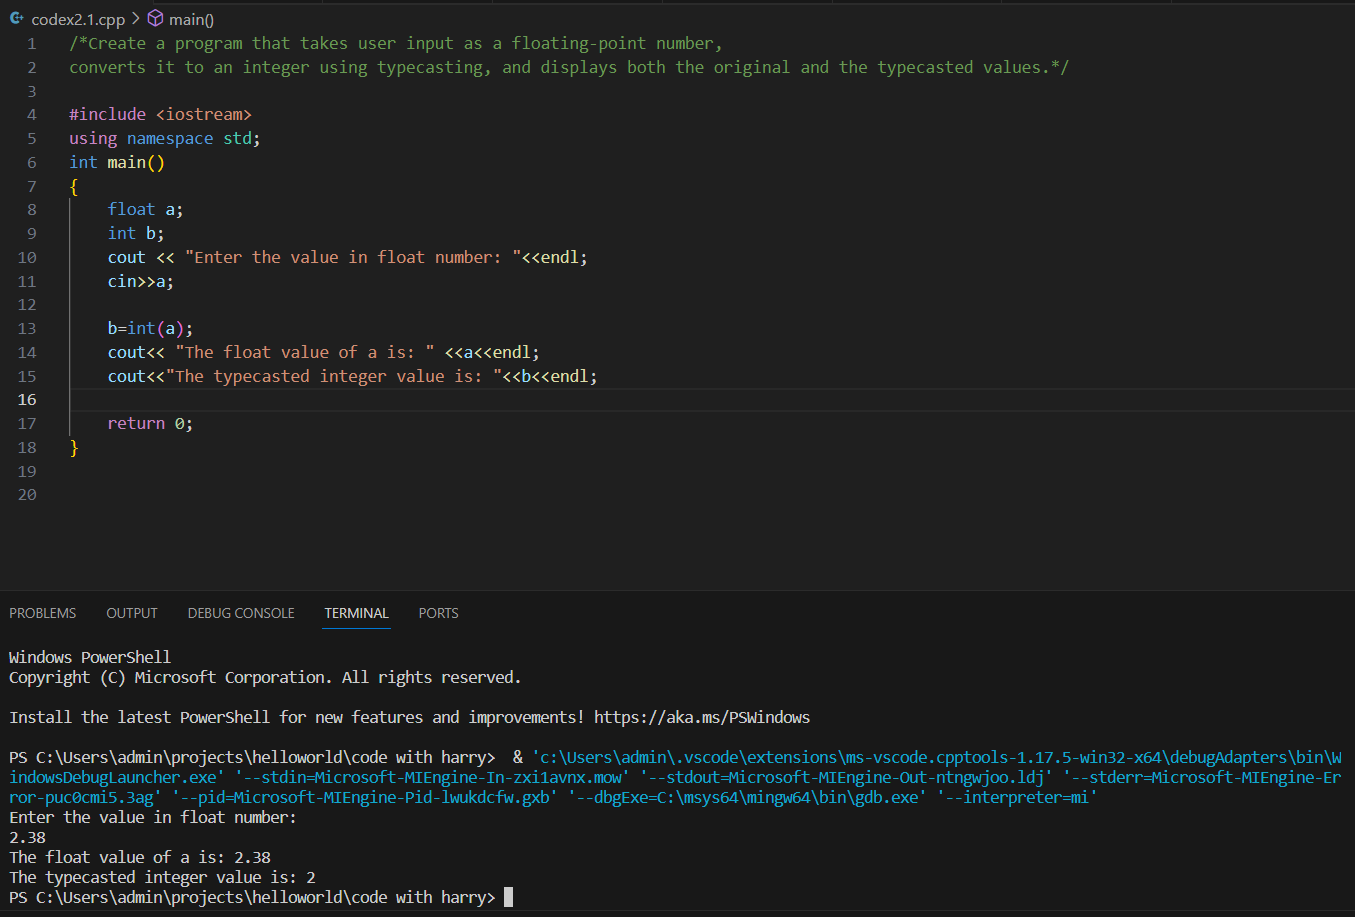 codex2.1.cpp > main()
1 /*Create a program that takes user input as a floating-point number,
2 converts it to an integer using typecasting, and displays both the original and the typecasted values.*/
3
4 #include <iostream>
5 using namespace std;
6 int main()
7 {
8 float a;
9 int b;
10 cout << "Enter the value in float number: "<<endl;
11 cin>>a;
12
13 b=int(a);
14 cout<< "The float value of a is: " <<a<<endl;
15 cout<<"The typecasted integer value is: "<<b<<endl;
16
17 return 0;
18 }
19
20
PROBLEMS OUTPUT DEBUG CONSOLE TERMINAL PORTS
Windows PowerShell
Copyright (C) Microsoft Corporation. All rights reserved.
Install the latest PowerShell for new features and improvements! https://aka.ms/PSWindows
PS C:\Users\admin\projects\helloworld\code with harry>  & 'c:\Users\admin\.vscode\extensions\ms-vscode.cpptools-1.17.5-win32-x64\debugAdapters\bin\W
indowsDebugLauncher.exe' '--stdin=Microsoft-MIEngine-In-zxi1avnx.mow' '--stdout=Microsoft-MIEngine-Out-ntngwjoo.ldj' '--stderr=Microsoft-MIEngine-Er
ror-puc0cmi5.3ag' '--pid=Microsoft-MIEngine-Pid-lwukdcfw.gxb' '--dbgExe=C:\msys64\mingw64\bin\gdb.exe' '--interpreter=mi'
Enter the value in float number:
2.38
The float value of a is: 2.38
The typecasted integer value is: 2
PS C:\Users\admin\projects\helloworld\code with harry>